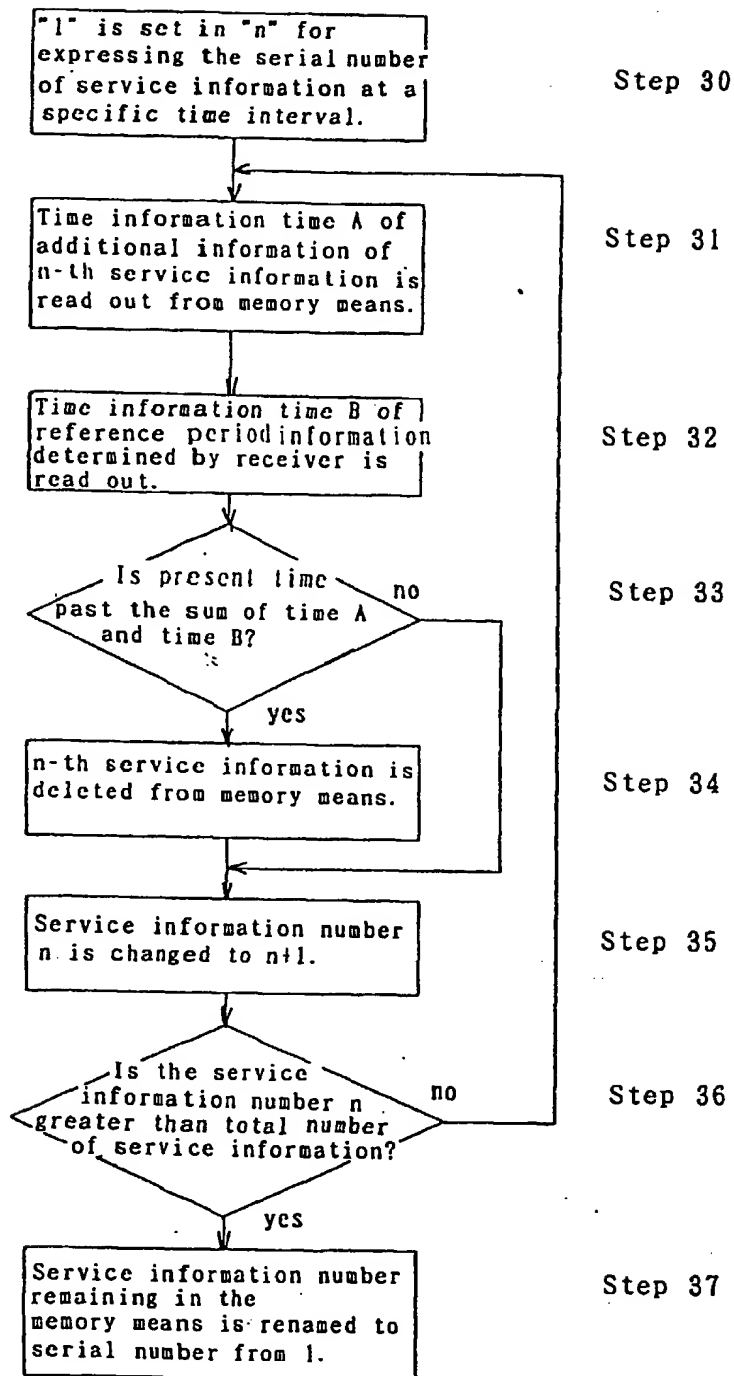 "1" is set in "n" for
expressing the serial number
of service information at a
specific time interval.
Step 30
Time information time A of
additional information of
n-th service information is
read out from memory means.
Step 31
Time information time B of
reference period information
determined by receiver is
read out.
Step 32
Is present time
past the sum of time A
and time B?
no
yes
Step 33
n-th service information is
deleted from memory means.
Step 34
Service information number
n is changed to n+1.
Step 35
Is the service
information number n
greater than total number
of service information?
no
yes
Step 36
Service information number
remaining in the
memory means is renamed to
serial number from 1.
Step 37